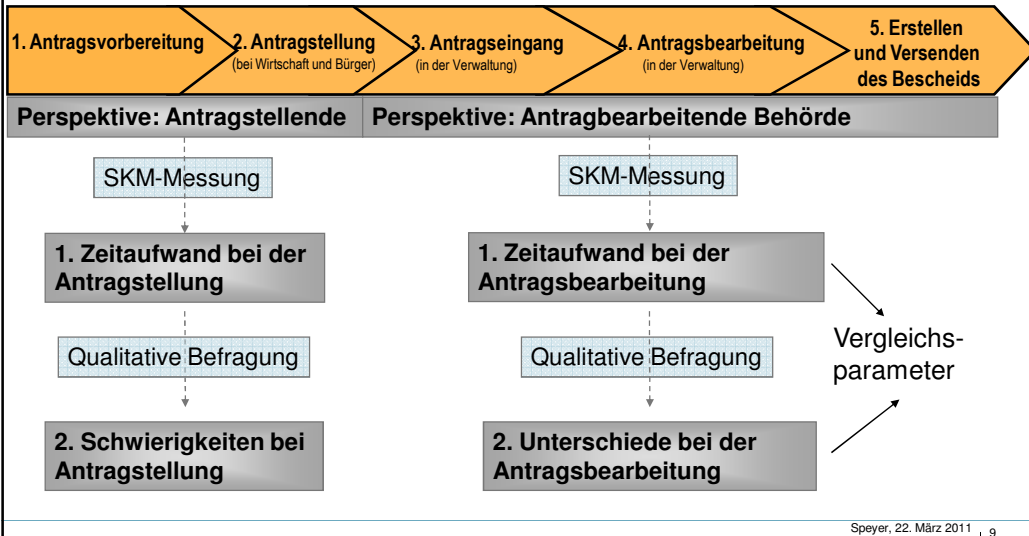 1. Antragsvorbereitung
2. Antragstellung
(bei Wirtschaft und Bürger)
3. Antragseingang
(in der Verwaltung)
4. Antragsbearbeitung
(in der Verwaltung)
5. Erstellen
und Versenden
des Bescheids
Perspektive: Antragstellende
Perspektive: Antragbearbeitende Behörde
SKM-Messung
SKM-Messung
1. Zeitaufwand bei der
Antragstellung
1. Zeitaufwand bei der
Antragsbearbeitung
Vergleichs-
parameter
Qualitative Befragung
Qualitative Befragung
2. Schwierigkeiten bei
Antragstellung
2. Unterschiede bei der
Antragsbearbeitung
Speyer, 22. März 2011 | 9